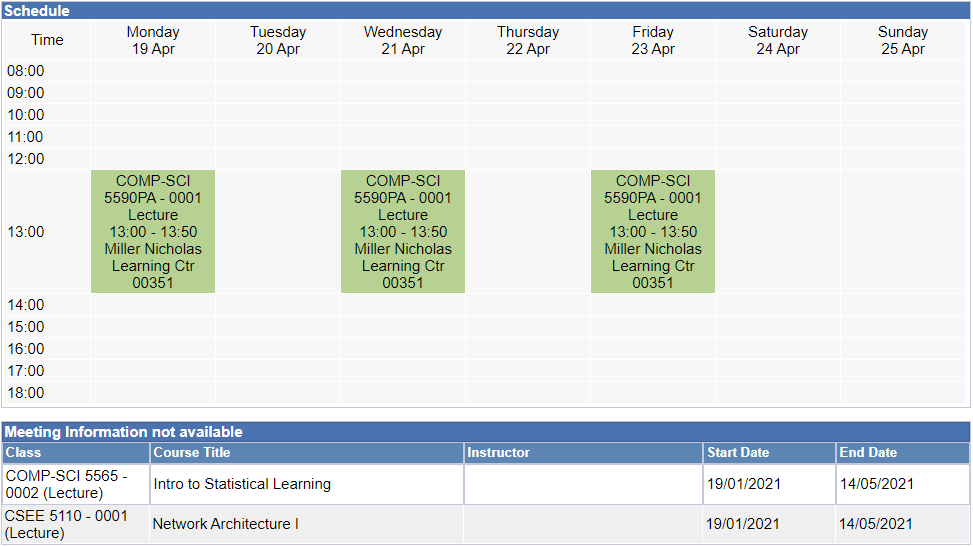 Schedule
Time
Monday
19 Apr
Tuesday
20 Apr
Wednesday
21 Apr
Thursday
22 Apr
Friday
23 Apr
Saturday
24 Apr
Sunday
25 Apr
08:00
09:00
10:00
11:00
12:00
13:00
COMP-SCI
5590PA - 0001
Lecture
13:00 - 13:50
Miller Nicholas
Learning Ctr
00351
COMP-SCI
5590PA - 0001
Lecture
13:00 - 13:50
Miller Nicholas
Learning Ctr
00351
COMP-SCI
5590PA - 0001
Lecture
13:00 - 13:50
Miller Nicholas
Learning Ctr
00351
14:00
15:00
16:00
17:00
18:00
Meeting Information not available
Class Course Title Instructor Start Date End Date
COMP-SCI 5565 -
0002 (Lecture)
Intro to Statistical Learning
19/01/2021
14/05/2021
CSEE 5110 - 0001
(Lecture)
Network Architecture I
19/01/2021
14/05/2021